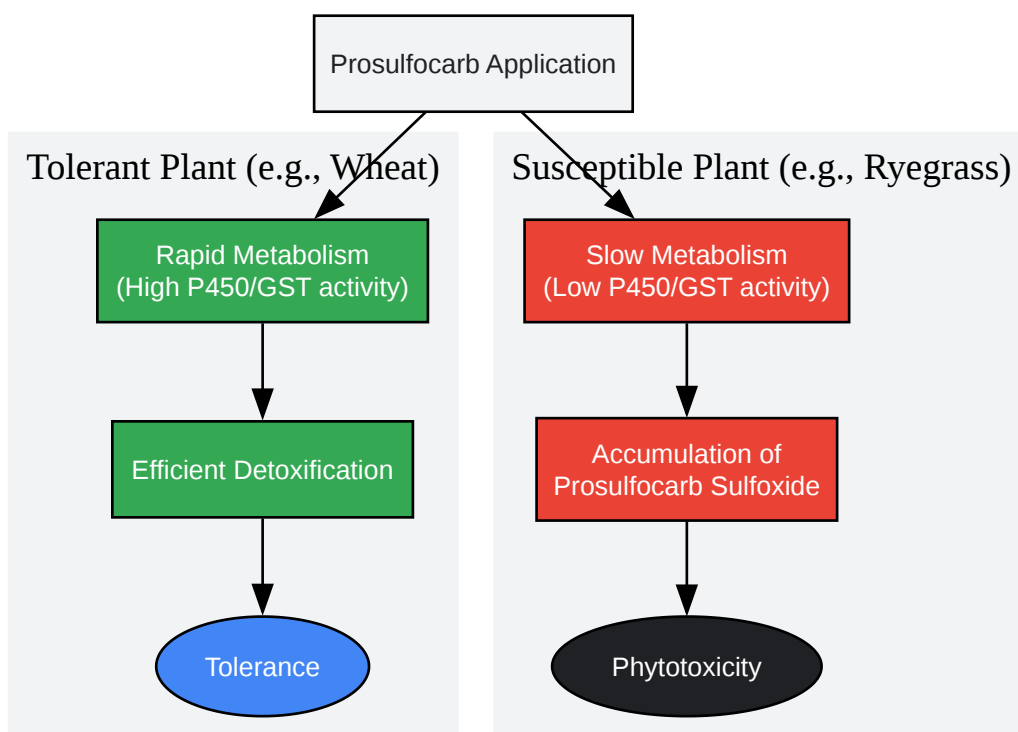 Prosulfocarb Application
Tolerant Plant (e.g., Wheat)
Rapid Metabolism
(High P450/GST activity)
Efficient Detoxification
Tolerance
Susceptible Plant (e.g., Ryegrass)
Slow Metabolism
(Low P450/GST activity)
Accumulation of
Prosulfocarb Sulfoxide
Phytotoxicity